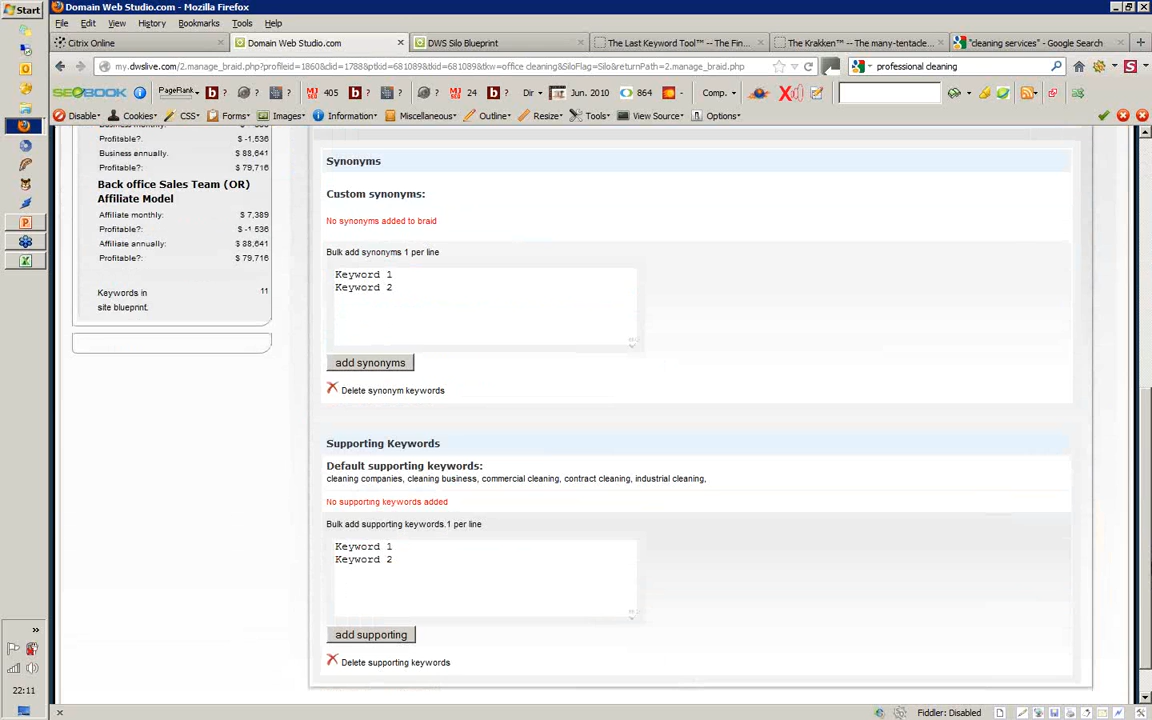 Start
Domain Web Studio.com - Mozilla Firefox
File Edit View History Bookmarks Tools Help
Citrix Online
Domain Web Studio.com
DWS Silo Blueprint
The Last Keyword Tool™ -- The Fin...
The Krakken™ -- The many-tentacle...
"cleaning services" - Google Search
my.dwslive.com/2.manage_braid.php?profileid=1860&did=1788&ptkid=681089&tkid=681089&tkw=office cleaning&SiloFlag=Silo&returnPath=2.manage_braid.php
professional cleaning
SEOBOOK PageRank ? ? 405 ? 24 ? Dir Jun. 2010 864 - Comp.
Disable Cookies CSS Forms Images Information Miscellaneous Outline Resize Tools View Source Options
Profitable?: $ -1,536
Business annually. $ 88,641
Profitable?: $ 79,716
Back office Sales Team (OR)
Affiliate Model
Affiliate monthly: $ 7,389
Profitable?: $ -1 536
Affiliate annually: $ 88,641
Profitable?: $ 79,716
Keywords in 11
site blueprint.
Synonyms
Custom synonyms:
No synonyms added to braid
Bulk add synonyms 1 per line
Keyword 1
Keyword 2
add synonyms
Delete synonym keywords
Supporting Keywords
Default supporting keywords:
cleaning companies, cleaning business, commercial cleaning, contract cleaning, industrial cleaning,
No supporting keywords added
Bulk add supporting keywords.1 per line
Keyword 1
Keyword 2
add supporting
Delete supporting keywords
22:11
Fiddler: Disabled